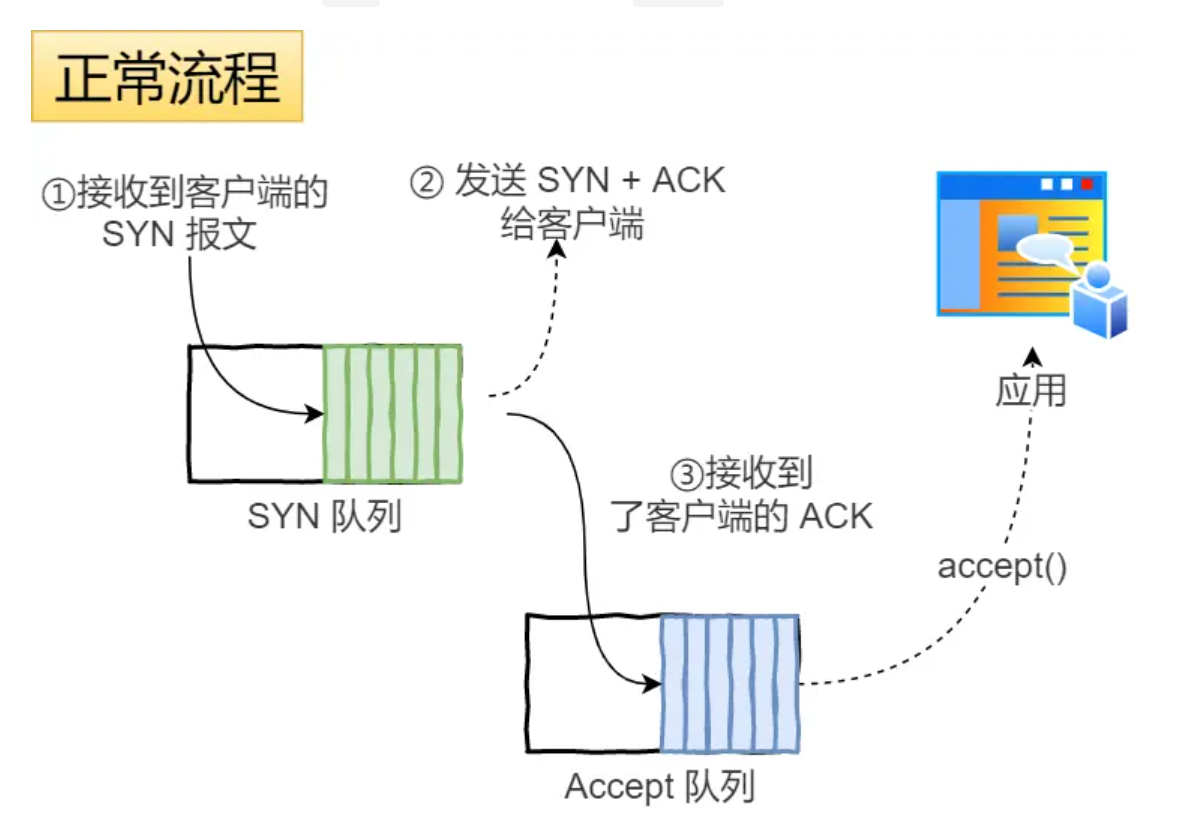 正常流程
①接收到客户端的
SYN 报文
② 发送 SYN + ACK
给客户端
应用
SYN 队列
③接收到
了客户端的 ACK
accept()
Accept 队列